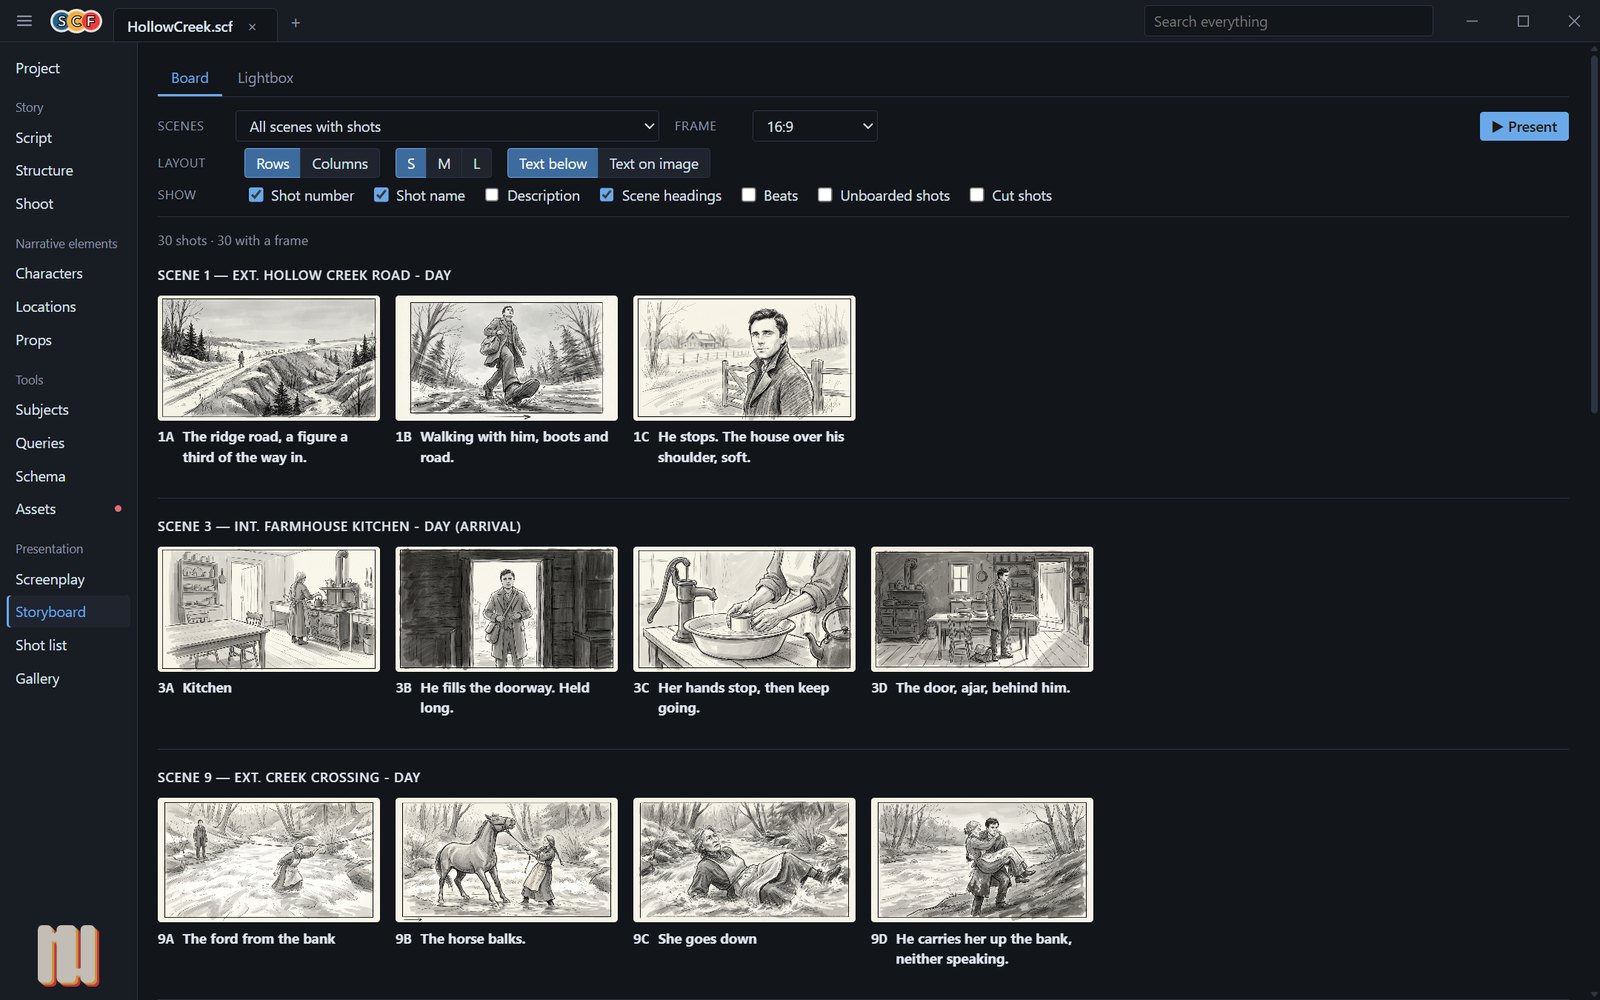 SCF
HollowCreek.scf
Search everything
Project
Story
Script
Structure
Shoot
Narrative elements
Characters
Locations
Props
Tools
Subjects
Queries
Schema
Assets
Presentation
Screenplay
Storyboard
Shot list
Gallery
Board Lightbox
SCENES All scenes with shots FRAME 16:9 Present
LAYOUT Rows Columns S M L Text below Text on image
SHOW Shot number Shot name Description Scene headings Beats Unboarded shots Cut shots
30 shots · 30 with a frame
SCENE 1 — EXT. HOLLOW CREEK ROAD - DAY
1A The ridge road, a figure a
third of the way in.
1B Walking with him, boots and
road.
1C He stops. The house over his
shoulder, soft.
SCENE 3 — INT. FARMHOUSE KITCHEN - DAY (ARRIVAL)
3A Kitchen
3B He fills the doorway. Held
long.
3C Her hands stop, then keep
going.
3D The door, ajar, behind him.
SCENE 9 — EXT. CREEK CROSSING - DAY
9A The ford from the bank
9B The horse balks.
9C She goes down
9D He carries her up the bank,
neither speaking.